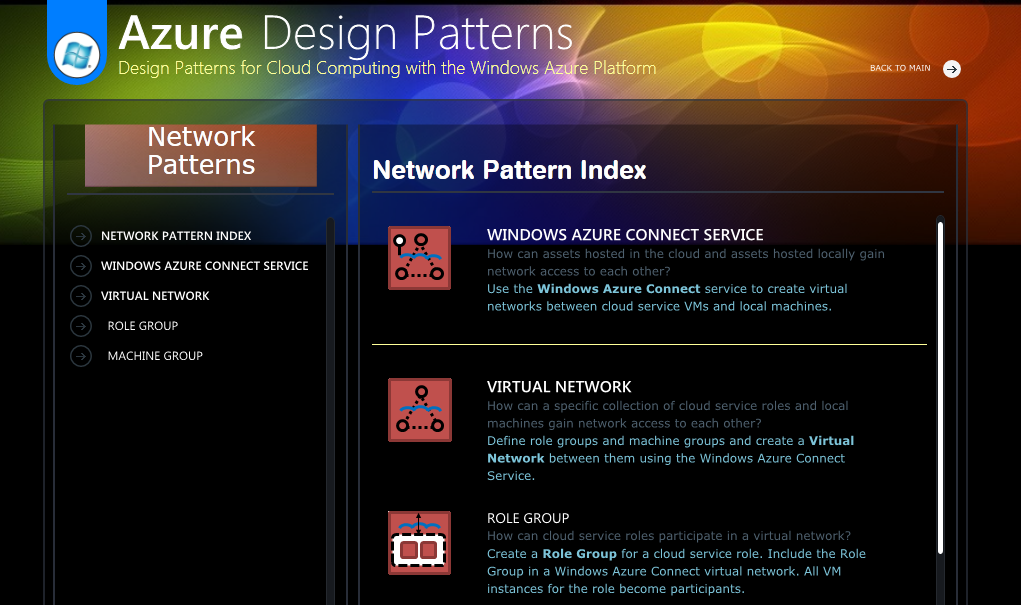 Azure Design Patterns
Design Patterns for Cloud Computing with the Windows Azure Platform
BACK TO MAIN
Network
Patterns
NETWORK PATTERN INDEX
WINDOWS AZURE CONNECT SERVICE
VIRTUAL NETWORK
ROLE GROUP
MACHINE GROUP
Network Pattern Index
WINDOWS AZURE CONNECT SERVICE
How can assets hosted in the cloud and assets hosted locally gain
network access to each other?
Use the Windows Azure Connect service to create virtual
networks between cloud service VMs and local machines.
VIRTUAL NETWORK
How can a specific collection of cloud service roles and local
machines gain network access to each other?
Define role groups and machine groups and create a Virtual
Network between them using the Windows Azure Connect
Service.
ROLE GROUP
How can cloud service roles participate in a virtual network?
Create a Role Group for a cloud service role. Include the Role
Group in a Windows Azure Connect virtual network. All VM
instances for the role become participants.